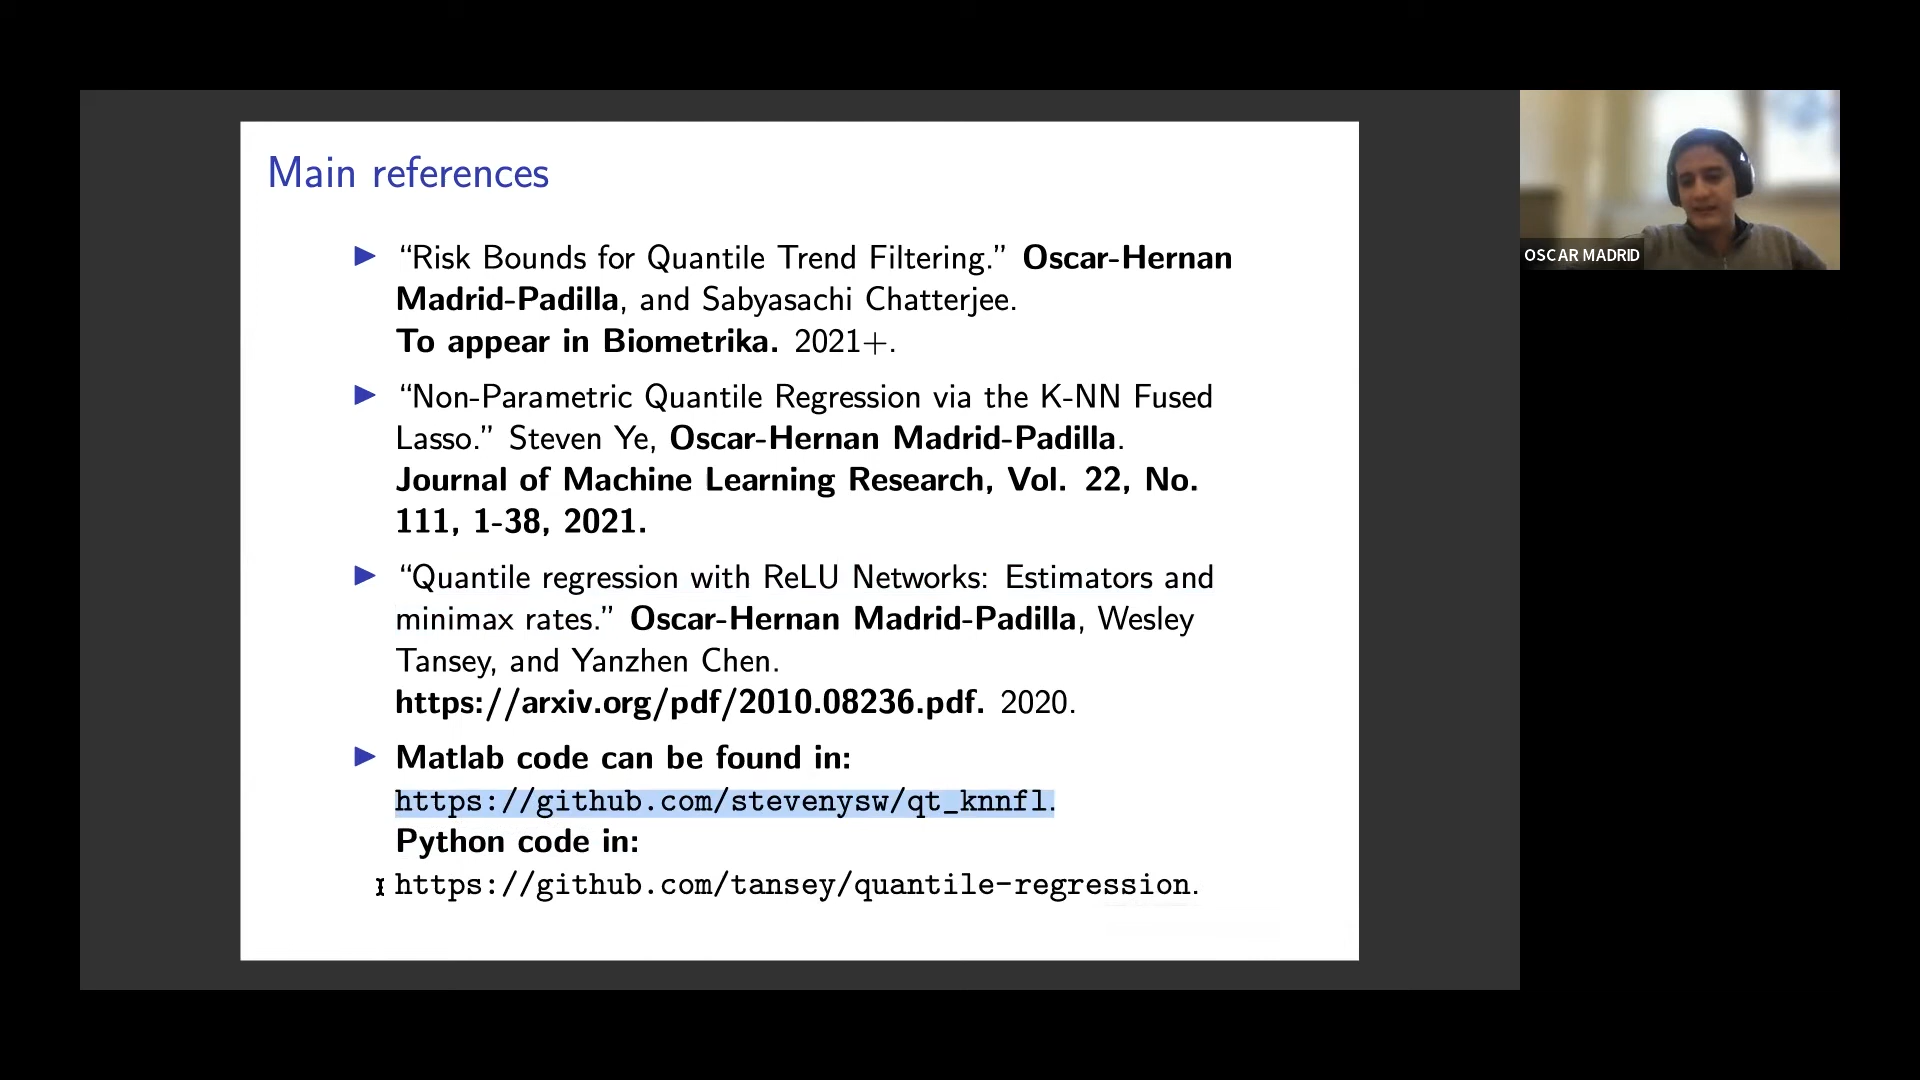 Main references
▶ “Risk Bounds for Quantile Trend Filtering.” Oscar-Hernan
Madrid-Padilla, and Sabyasachi Chatterjee.
To appear in Biometrika. 2021+.
▶ “Non-Parametric Quantile Regression via the K-NN Fused
Lasso.” Steven Ye, Oscar-Hernan Madrid-Padilla.
Journal of Machine Learning Research, Vol. 22, No.
111, 1-38, 2021.
▶ “Quantile regression with ReLU Networks: Estimators and
minimax rates.” Oscar-Hernan Madrid-Padilla, Wesley
Tansey, and Yanzhen Chen.
https://arxiv.org/pdf/2010.08236.pdf. 2020.
▶ Matlab code can be found in:
https://github.com/stevenysw/qt_knnfl.
Python code in:
https://github.com/tansey/quantile-regression.
OSCAR MADRID